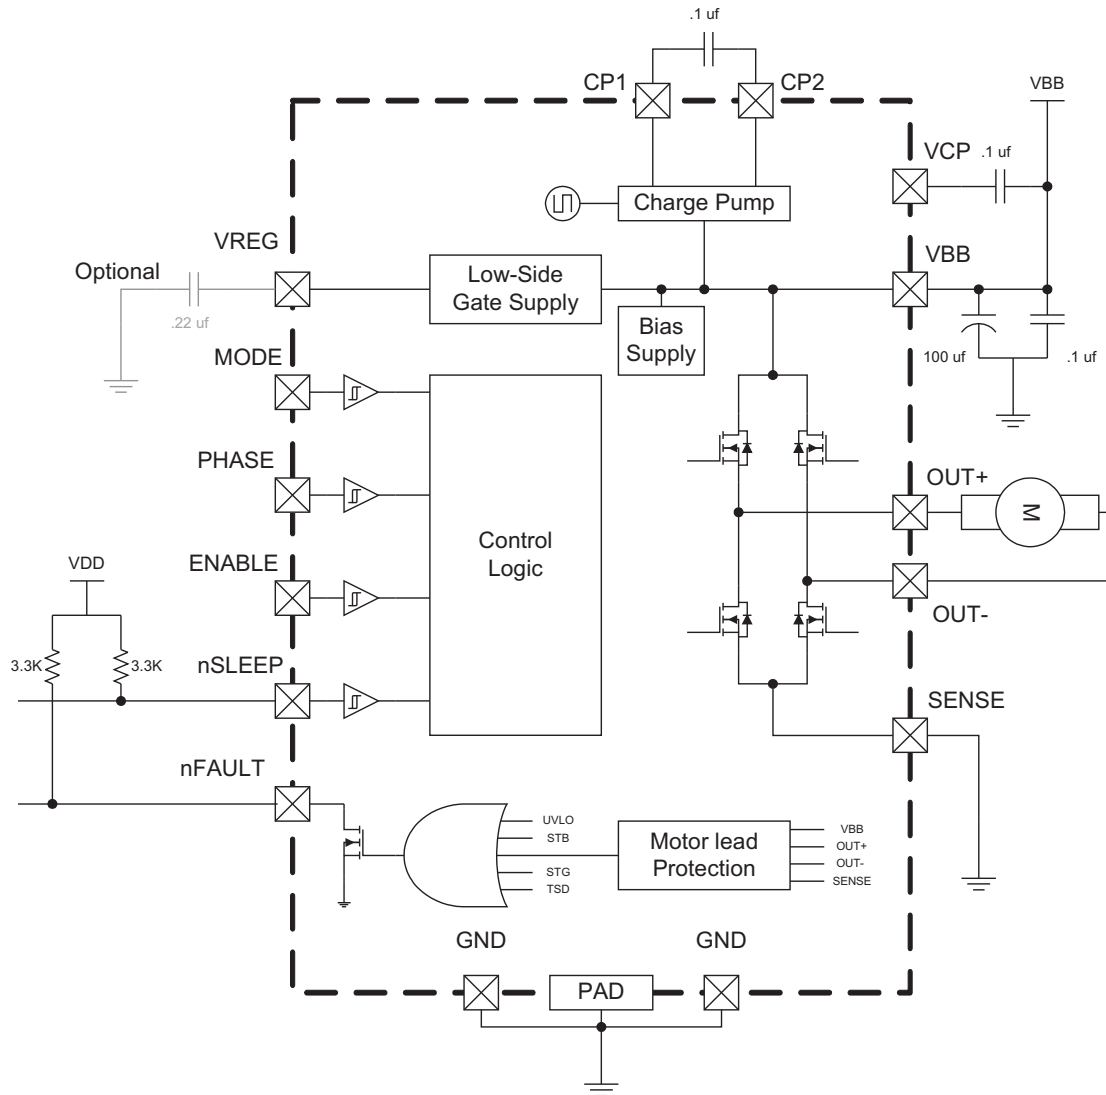 .1 uf
CP1
CP2
VBB
VCP
.1 uf
Charge Pump
VREG
VBB
Optional
Low-Side
Gate Supply
.22 uf
Bias
Supply
100 uf
.1 uf
MODE
PHASE
OUT+
M
Control
Logic
ENABLE
VDD
OUT-
3.3K
3.3K
nSLEEP
SENSE
nFAULT
UVLO
STB
STG
TSD
Motor lead
Protection
VBB
OUT+
OUT-
SENSE
GND
GND
PAD